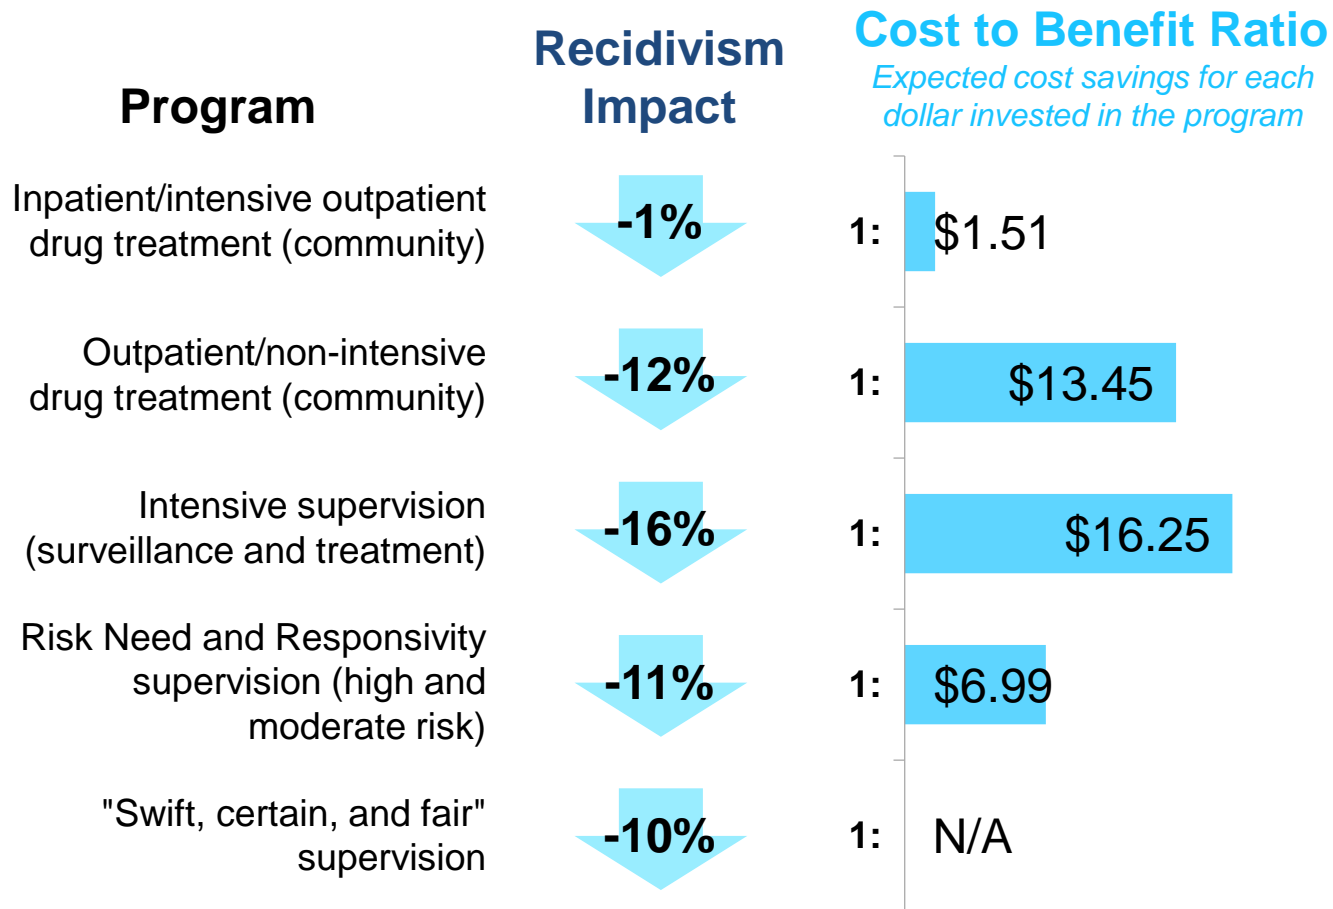 Program
Recidivism
Impact
Cost to Benefit Ratio
Expected cost savings for each
dollar invested in the program
Inpatient/intensive outpatient
drug treatment (community)
-1%
1:
$1.51
Outpatient/non-intensive
drug treatment (community)
-12%
1:
$13.45
Intensive supervision
(surveillance and treatment)
-16%
1:
$16.25
Risk Need and Responsivity
supervision (high and
moderate risk)
-11%
1:
$6.99
"Swift, certain, and fair"
supervision
-10%
1:
N/A